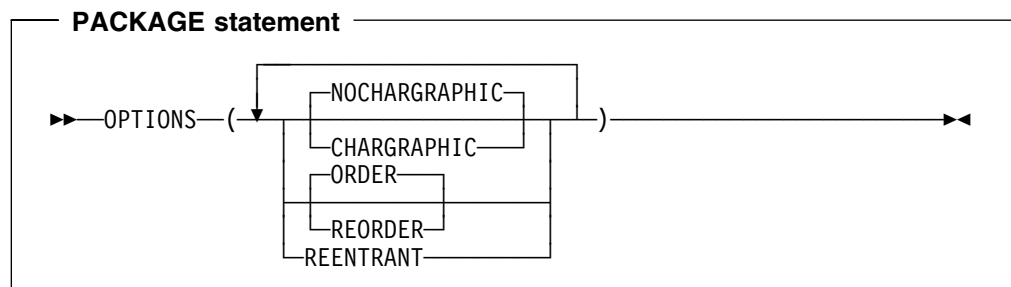 PACKAGE statement
NOCHARGRAPHIC
OPTIONS ( )
CHARGRAPHIC
ORDER
REORDER
REENTRANT